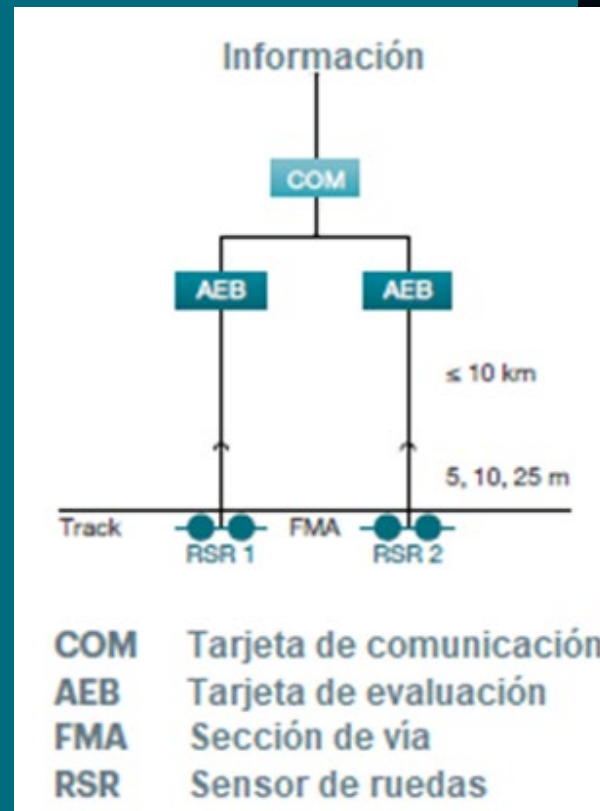 Información
COM
AEB AEB
≤ 10 km
5, 10, 25 m
Track FMA
RSR 1 RSR 2
COM Tarjeta de comunicación
AEB Tarjeta de evaluación
FMA Sección de vía
RSR Sensor de ruedas